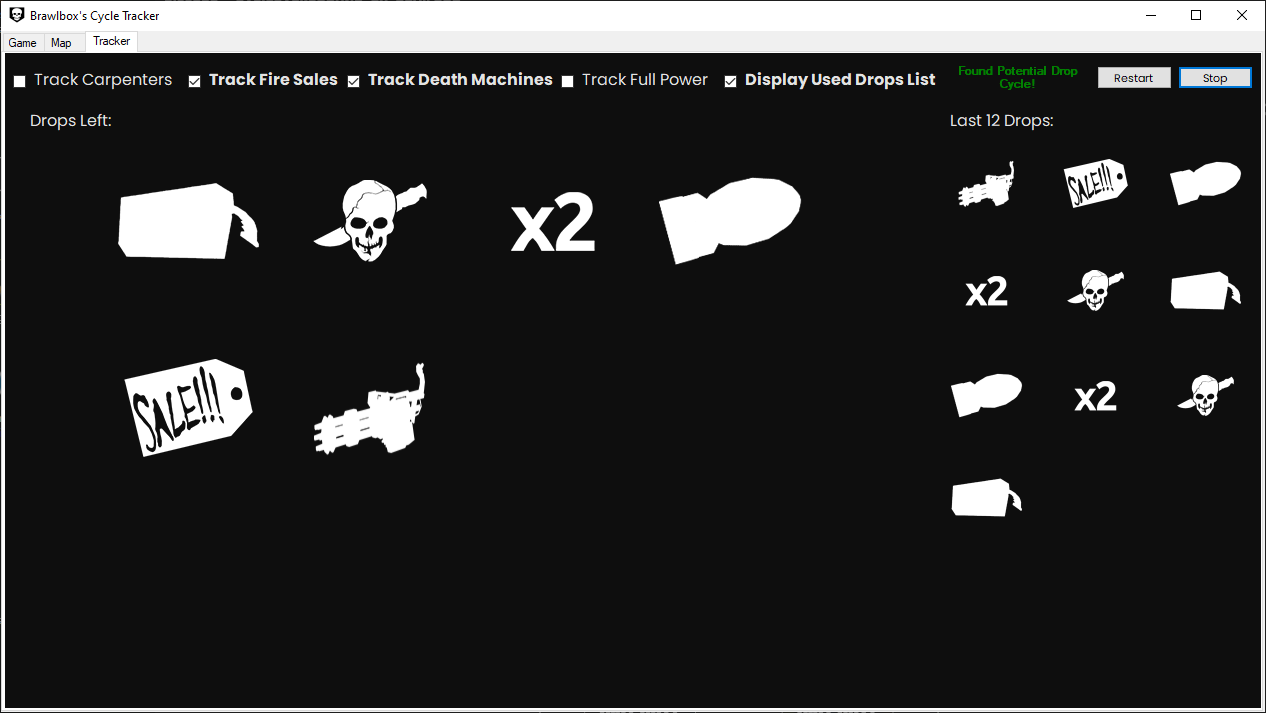 Brawlbox's Cycle Tracker
Game Map Tracker
Track Carpenters Track Fire Sales Track Death Machines Track Full Power Display Used Drops List
Found Potential Drop
Cycle!
Restart Stop
Drops Left:
Last 12 Drops:
x2
SALE!!!
SALE!!!
x2
x2